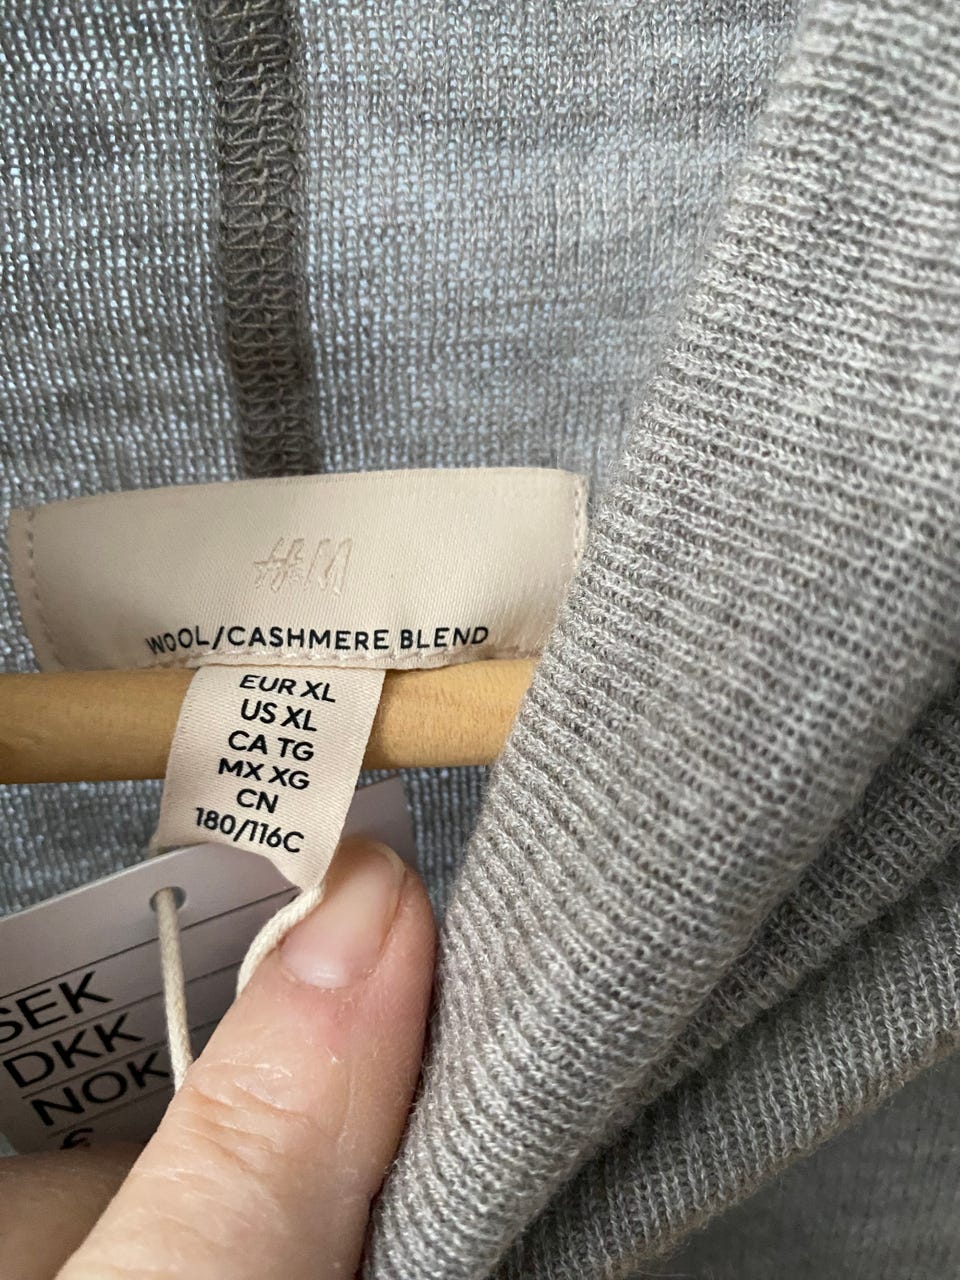 H&M
WOOL/CASHMERE BLEND
EUR XL
US XL
CA TG
MX XG
CN
180/116C
SEK
DKK
NOK
€